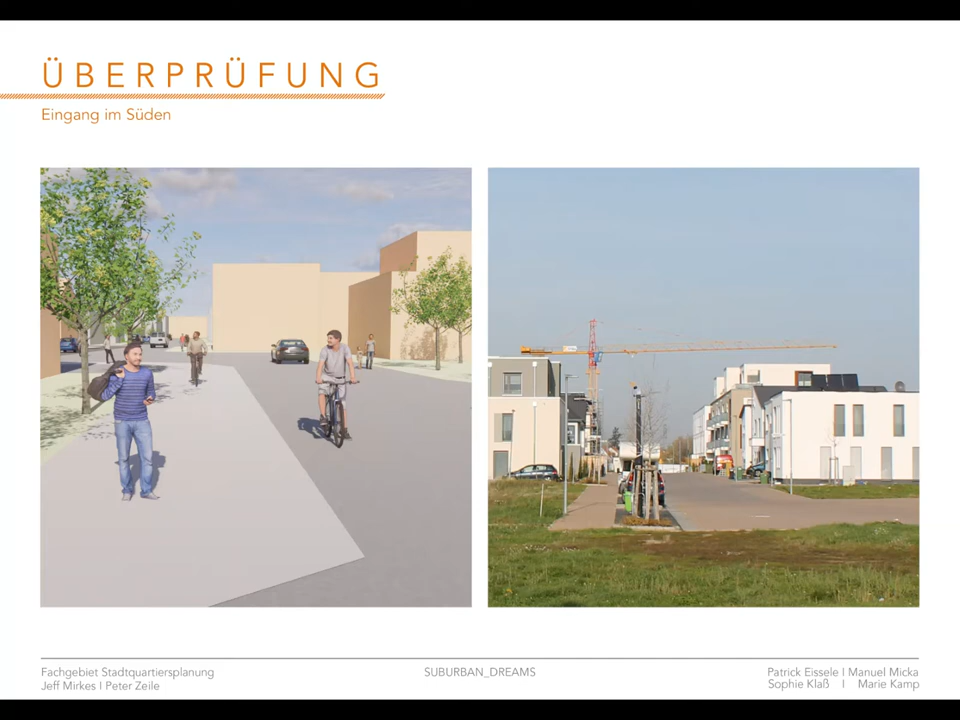 ÜBERPRÜFUNG
Eingang im Süden
Fachgebiet Stadtquartiersplanung
Jeff Mirkes I Peter Zeile
SUBURBAN_DREAMS
Patrick Eissele I Manuel Micka
Sophie Klaß I Marie Kamp